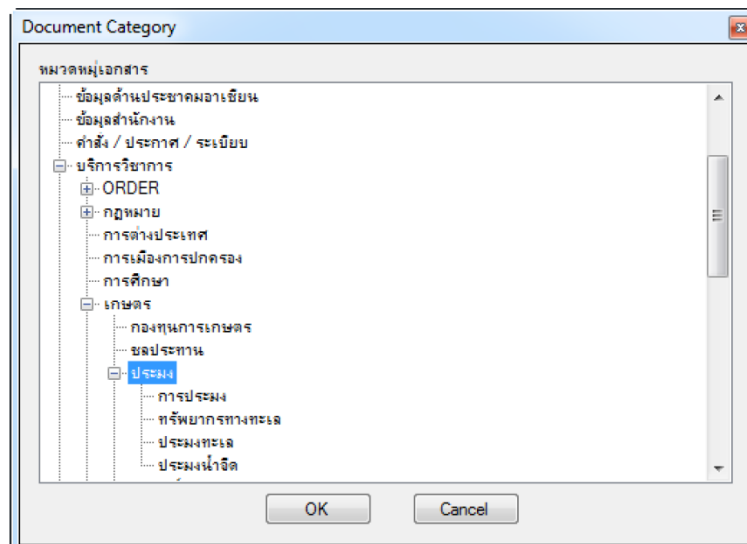 Document Category
หมวดหมู่เอกสาร
ข้อมูลด้านประชาคมอาเซียน
ข้อมูลสำนักงาน
คำสั่ง / ประกาศ / ระเบียบ
บริการวิชาการ
ORDER
กฎหมาย
การต่างประเทศ
การเมืองการปกครอง
การศึกษา
เกษตร
กองทุนการเกษตร
ชลประทาน
ประมง
การประมง
ทรัพยากรทางทะเล
ประมงทะเล
ประมงน้ำจืด
OK Cancel